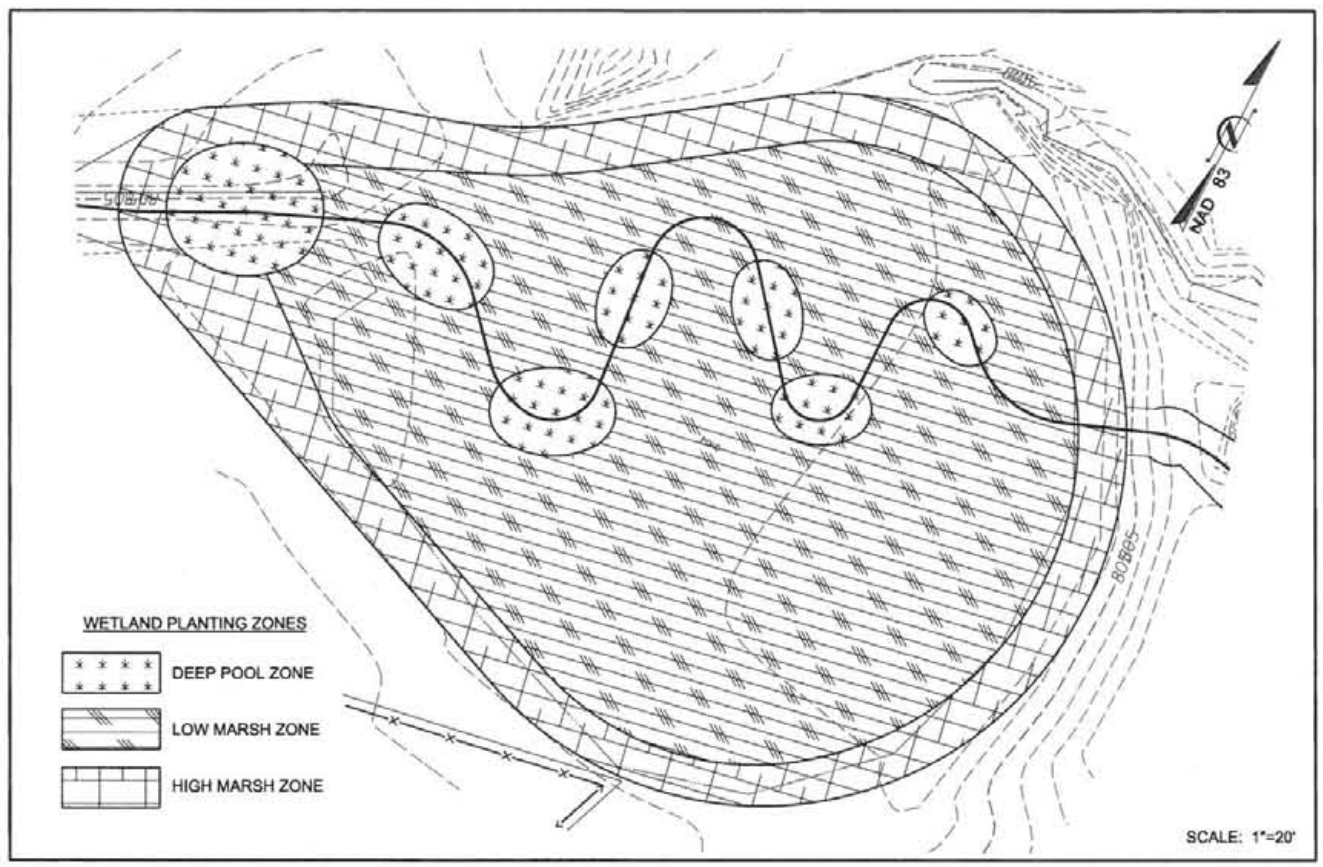 NAD 83
WETLAND PLANTING ZONES
DEEP POOL ZONE
LOW MARSH ZONE
HIGH MARSH ZONE
SCALE: 1"=20'